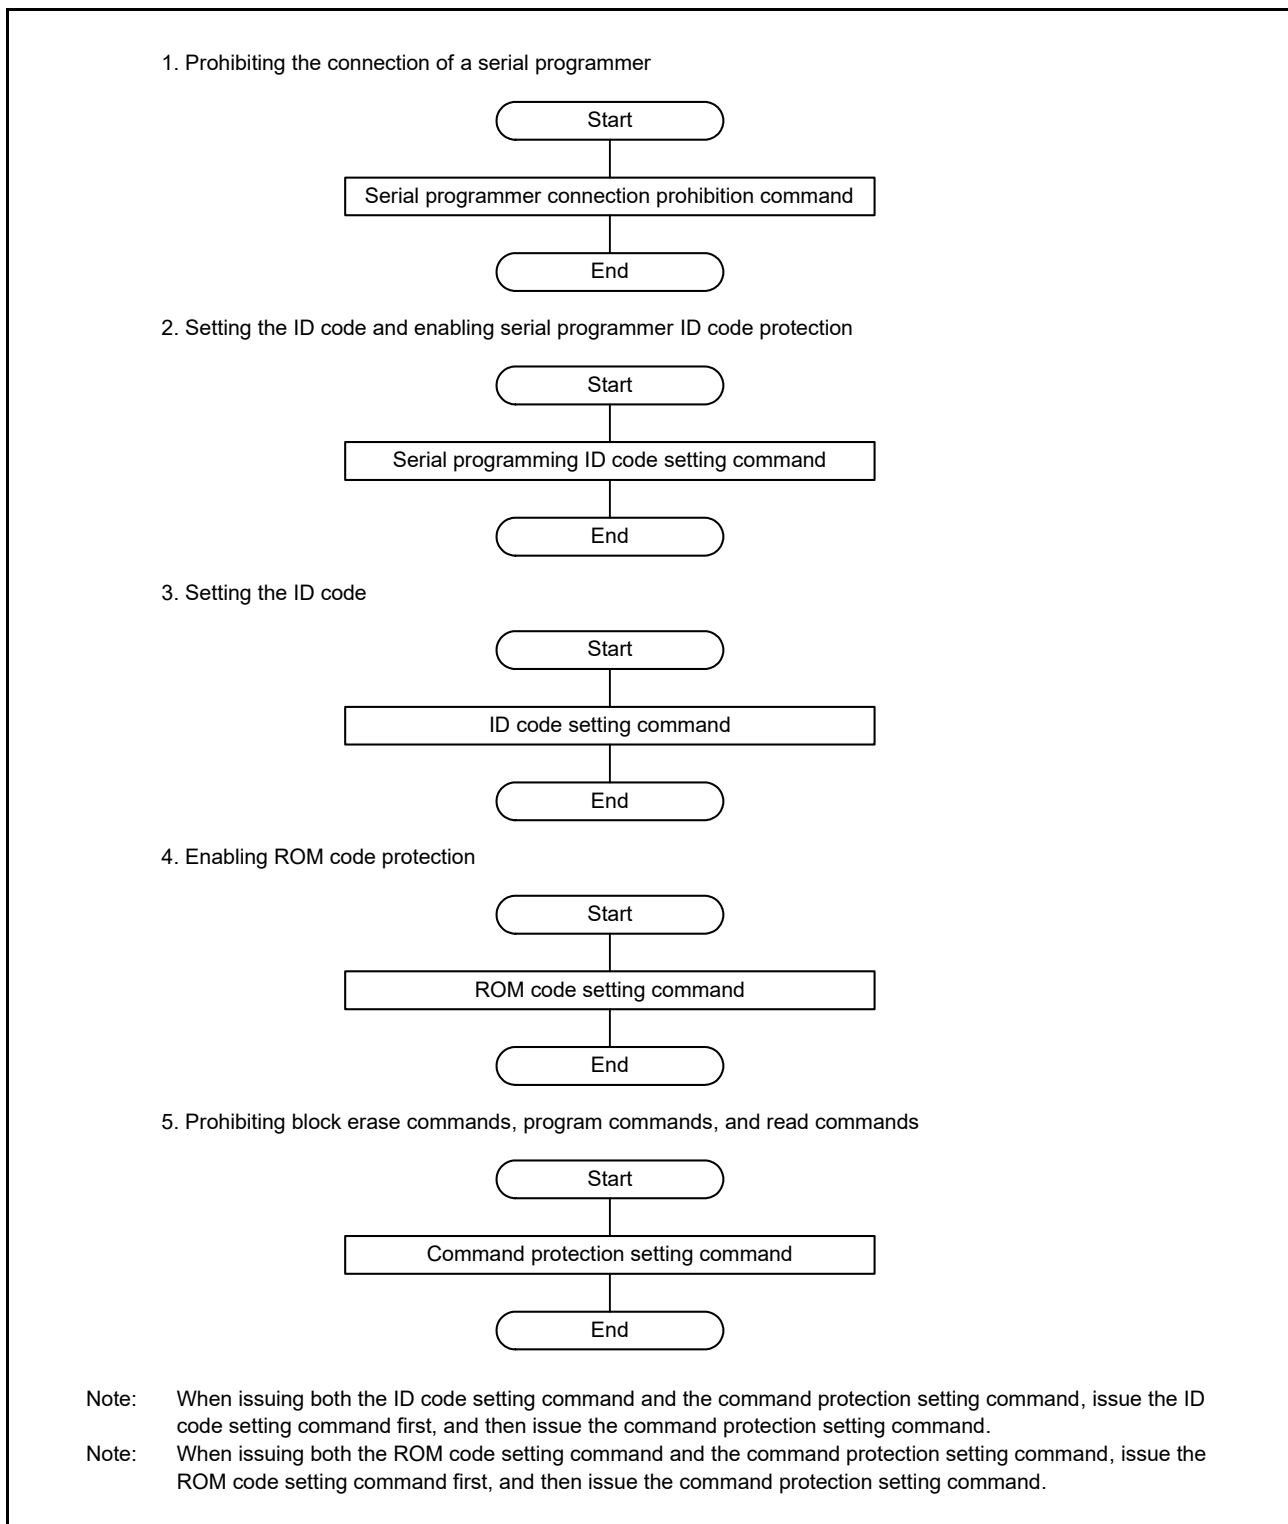 1. Prohibiting the connection of a serial programmer
Start
Serial programmer connection prohibition command
End
2. Setting the ID code and enabling serial programmer ID code protection
Start
Serial programming ID code setting command
End
3. Setting the ID code
Start
ID code setting command
End
4. Enabling ROM code protection
Start
ROM code setting command
End
5. Prohibiting block erase commands, program commands, and read commands
Start
Command protection setting command
End
Note: When issuing both the ID code setting command and the command protection setting command, issue the ID
code setting command first, and then issue the command protection setting command.
Note: When issuing both the ROM code setting command and the command protection setting command, issue the
ROM code setting command first, and then issue the command protection setting command.